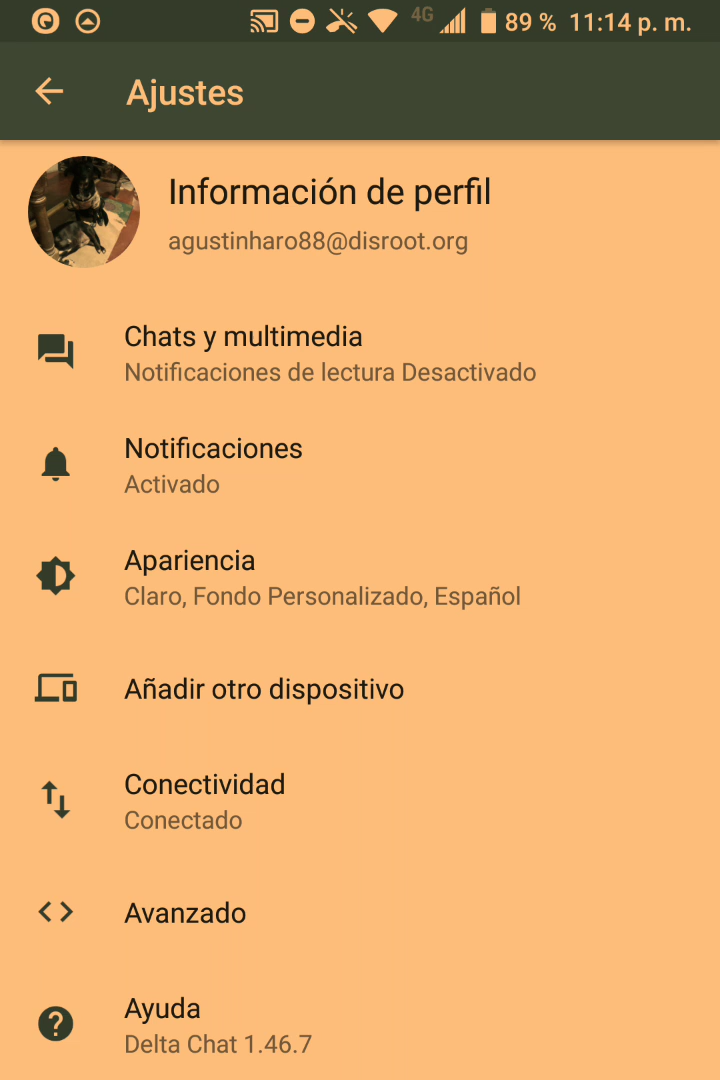 4G 89 % 11:14 p. m.
Ajustes
Información de perfil
agustinharo88@disroot.org
Chats y multimedia
Notificaciones de lectura Desactivado
Notificaciones
Activado
Apariencia
Claro, Fondo Personalizado, Español
Añadir otro dispositivo
Conectividad
Conectado
Avanzado
Ayuda
Delta Chat 1.46.7